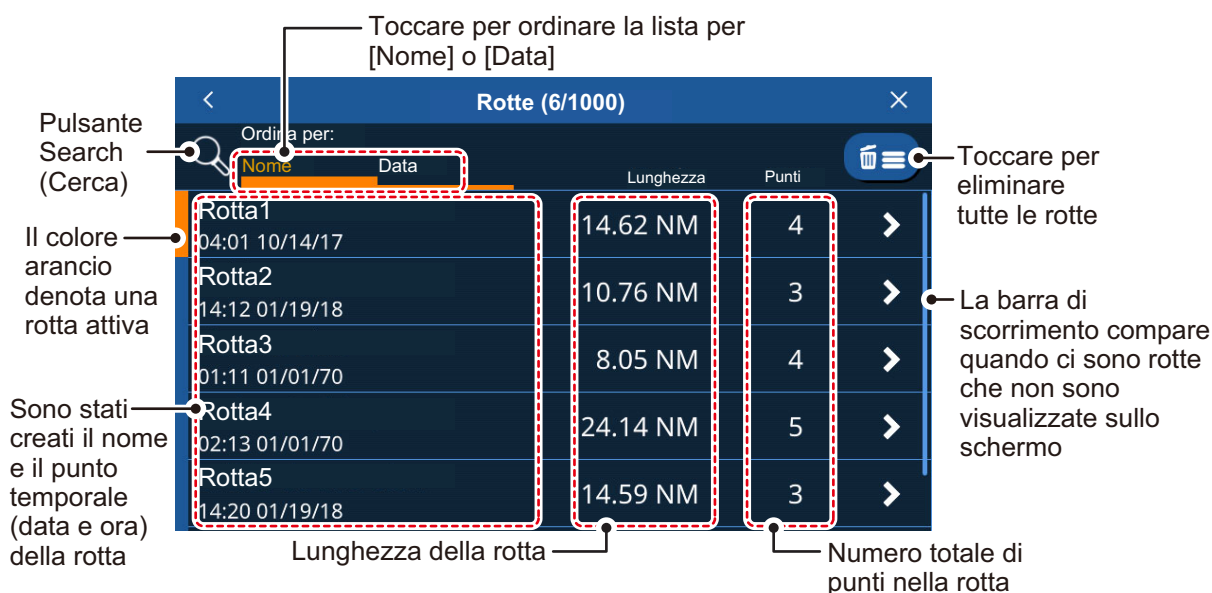 Toccare per ordinare la lista per
[Nome] o [Data]
Rotte (6/1000)
Pulsante
Search
(Cerca)
Ordina per:
Nome Data
Lunghezza Punti
Toccare per
eliminare
tutte le rotte
Il colore
arancio
denota una
rotta attiva
Rotta1
04:01 10/14/17
14.62 NM 4
Rotta2
14:12 01/19/18
10.76 NM 3
Rotta3
01:11 01/01/70
8.05 NM 4
Rotta4
02:13 01/01/70
24.14 NM 5
Rotta5
14:20 01/19/18
14.59 NM 3
La barra di
scorrimento compare
quando ci sono rotte
che non sono
visualizzate sullo
schermo
Sono stati
creati il nome
e il punto
temporale
(data e ora)
della rotta
Lunghezza della rotta
Numero totale di
punti nella rotta